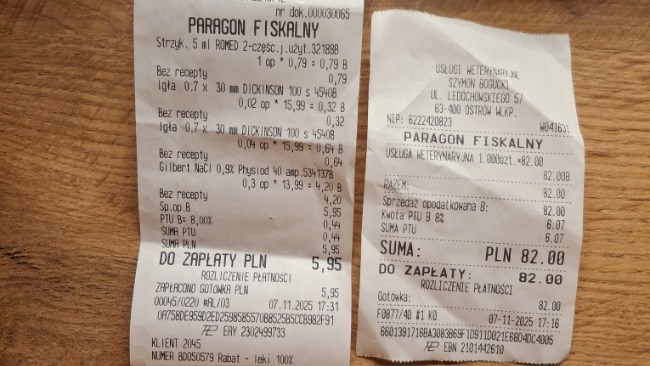 nr dok.000030065
PARAGON FISKALNY
Strzyk. 5 ml ROMED 2-częśc.j.użyt.321888
1 op * 0,79 = 0,79 B
0,79
Bez recepty
Igła 0.7 x 30 mm DICKINSON 100 s 4540B
0,02 op * 15,99 = 0,32 B
0,32
Bez recepty
Igła 0.7 x 30 mm DICKINSON 100 s 4540B
0,04 op * 15,99 = 0,64 B
0,64
Bez recepty
Gilbert NaCl 0,9% Physiod 40 amp.534137B
0,3 op * 13,99 = 4,20 B
4,20
Bez recepty
Sp.op.B 5,95
PTU B= 8,00% 0,44
SUMA PTU 0,44
SUMA PLN 5,95
DO ZAPŁATY PLN 5,95
ROZLICZENIE PŁATNOŚCI
ZAPŁACONO GOTÓWKA PLN 5,95
00045/0220 #AL/03 07.11.2025 17:31
EAY 2302499733
KLIENT 2045
NUMER BD050579 Rabat - leki 100%
USŁUGI WETERYNARYJNE
SZYMON BOGUCKI
UL. LEDÓCHOWSKIEGO 57
63-400 OSTRÓW WLKP.
NIP: 6222420823 W041631
PARAGON FISKALNY
USŁUGA WETERYNARYJNA 1.000szt.*82.00
82.00B
RAZEM: 82.00
Sprzedaż opodatkowana B: 82.00
Kwota PTU B 8% 6.07
SUMA PTU 6.07
SUMA: PLN 82.00
DO ZAPŁATY: 82.00
ROZLICZENIE PŁATNOŚCI
Gotówka: 82.00
F0877/40 #1 K0 07-11-2025 17:16
EBN 2101442610